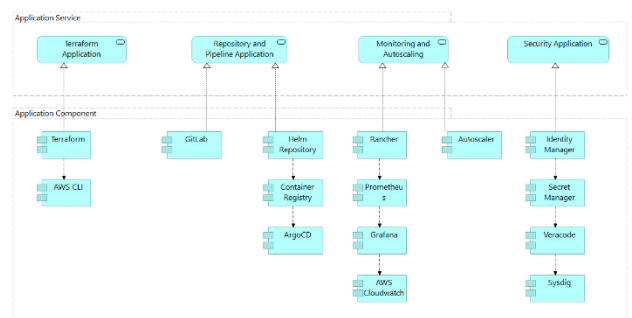 Application Service
Terraform
Application
Repository and
Pipeline Application
Monitoring and
Autoscaling
Security Application
Application Component
Terraform
GitLab
Helm
Repository
Rancher
Autoscaler
Identity
Manager
AWS CLI
Container
Registry
Prometheu
s
Secret
Manager
ArgoCD
Grafana
Veracode
AWS
Cloudwatch
Sysdig